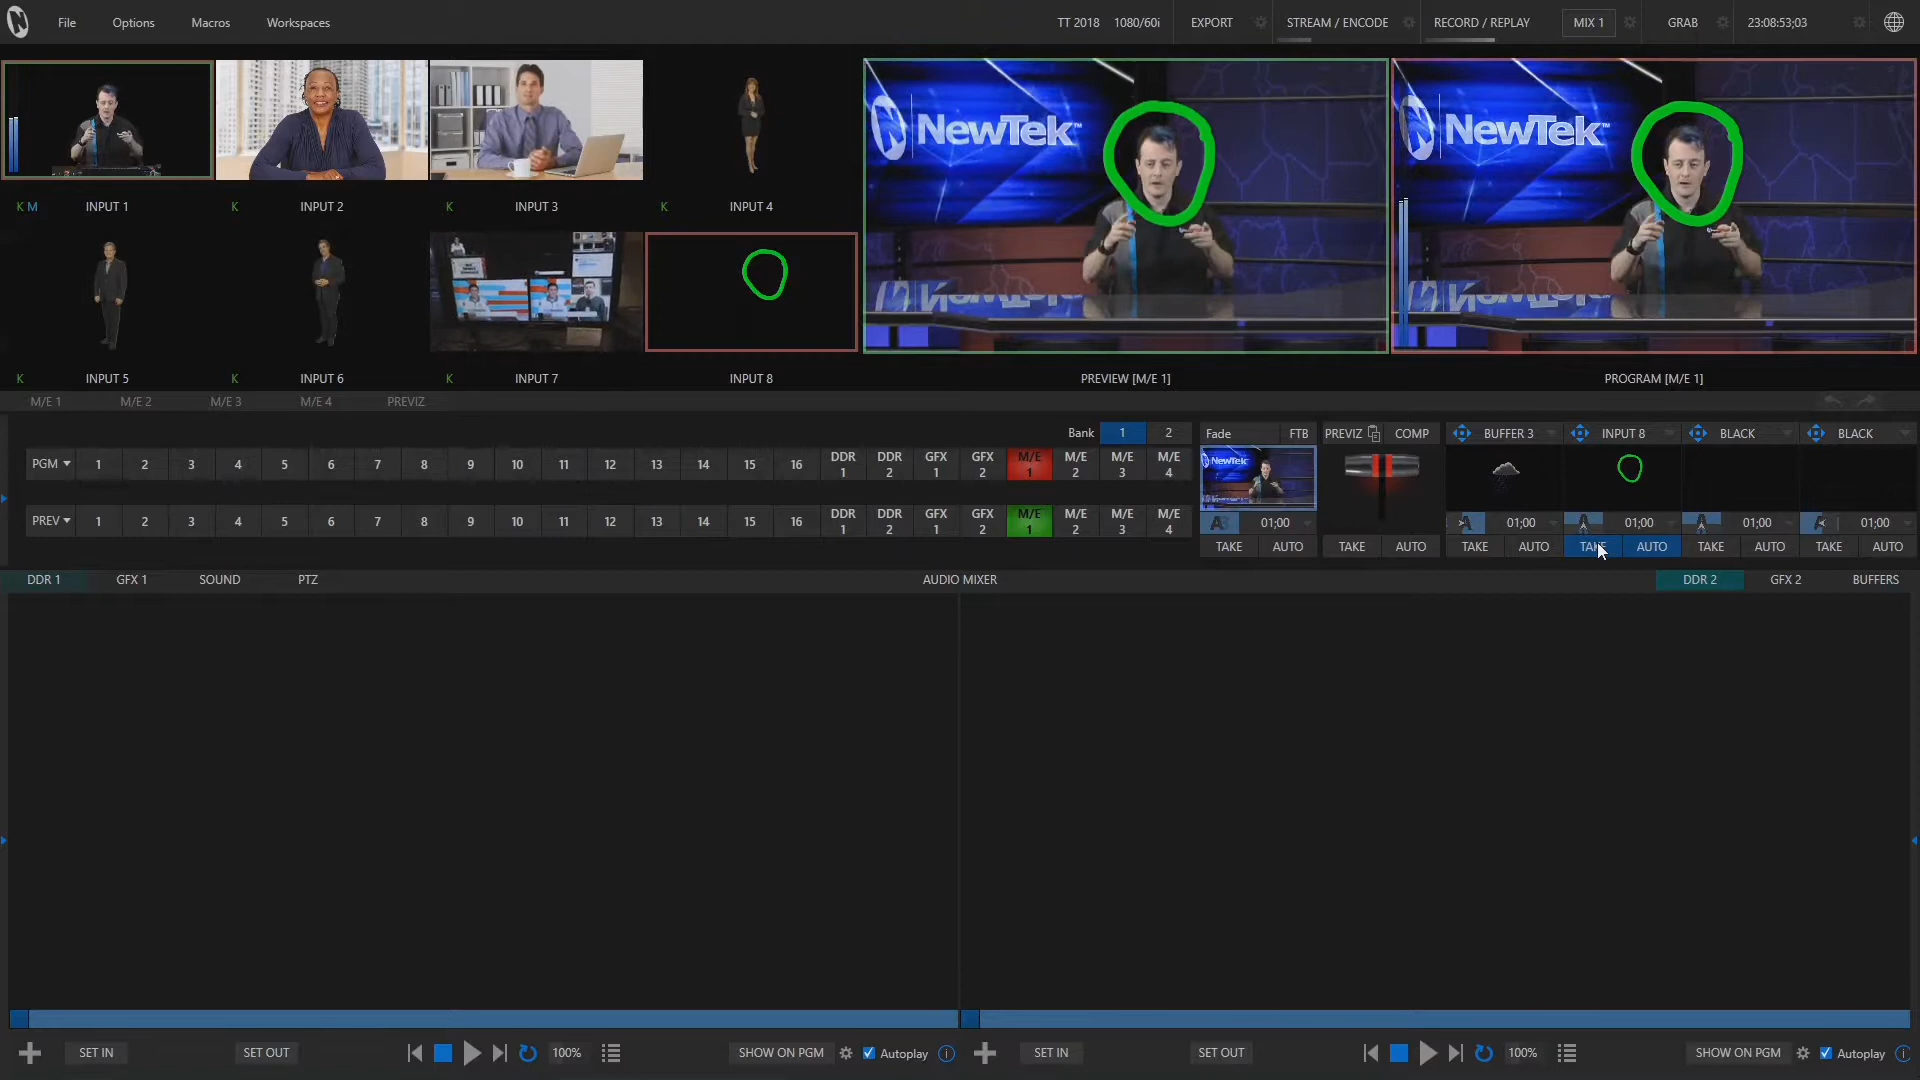 File Options Macros Workspaces TT 2018 1080/60i EXPORT STREAM / ENCODE RECORD / REPLAY MIX 1 GRAB 23:08:53;03
NewTek™ NewTek™
K M INPUT 1 K INPUT 2 K INPUT 3 K INPUT 4
K INPUT 5 K INPUT 6 K INPUT 7 INPUT 8 PREVIEW [M/E 1] PROGRAM [M/E 1]
M/E 1 M/E 2 M/E 3 M/E 4 PREVIZ
Bank 1 2 Fade FTB PREVIZ COMP BUFFER 3 INPUT 8 BLACK BLACK
PGM 1 2 3 4 5 6 7 8 9 10 11 12 13 14 15 16 DDR 1 DDR 2 GFX 1 GFX 2 M/E 1 M/E 2 M/E 3 M/E 4
NewTek
PREV 1 2 3 4 5 6 7 8 9 10 11 12 13 14 15 16 DDR 1 DDR 2 GFX 1 GFX 2 M/E 1 M/E 2 M/E 3 M/E 4
01;00 01;00 01;00 01;00 01;00
TAKE AUTO TAKE AUTO TAKE AUTO TAKE AUTO TAKE AUTO TAKE AUTO
DDR 1 GFX 1 SOUND PTZ AUDIO MIXER DDR 2 GFX 2 BUFFERS
SET IN SET OUT 100% SHOW ON PGM Autoplay SET IN SET OUT 100% SHOW ON PGM Autoplay